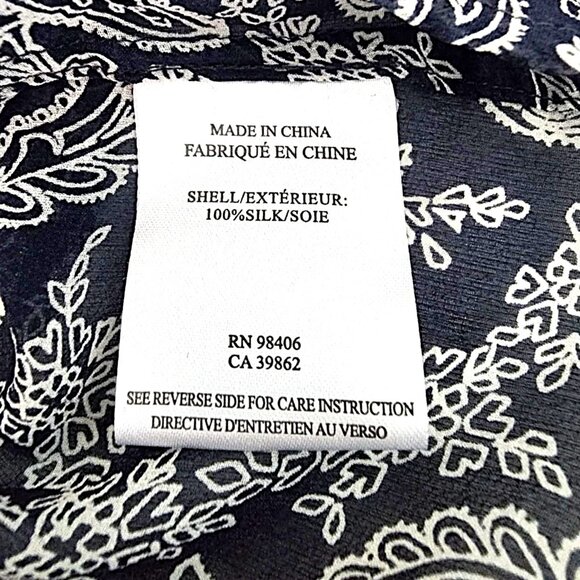 MADE IN CHINA
FABRIQUÉ EN CHINE
SHELL/EXTÉRIEUR:
100%SILK/SOIE
RN 98406
CA 39862
SEE REVERSE SIDE FOR CARE INSTRUCTION
DIRECTIVE D'ENTRETIEN AU VERSO